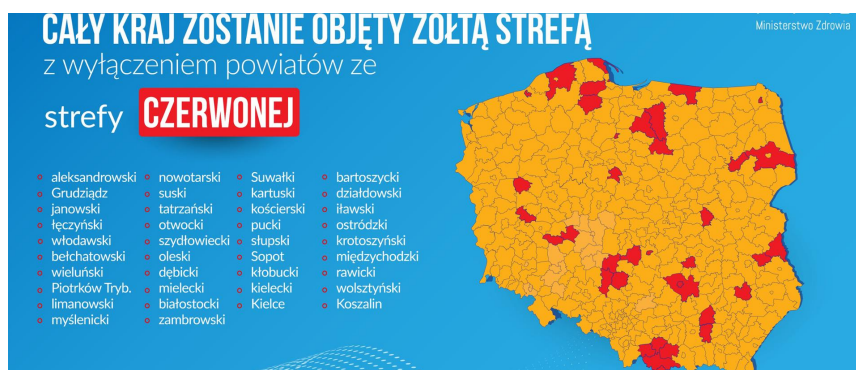 CAŁY KRAJ ZOSTANIE OBJĘTY ŻÓŁTĄ STREFĄ
Ministerstwo Zdrowia
z wyłączeniem powiatów ze
strefy CZERWONEJ
aleksandrowski
Grudziądz
janowski
łęczyński
włodawski
bełchatowski
wieluński
Piotrków Tryb.
limanowski
myślenicki
nowotarski
suski
tatrzański
otwocki
szydłowiecki
oleski
dębicki
mielecki
białostocki
zambrowski
Suwałki
kartuski
kościerski
pucki
słupski
Sopot
kłobucki
kielecki
Kielce
bartoszycki
działdowski
iławski
ostródzki
krotoszyński
międzychodzki
rawicki
wolsztyński
Koszalin